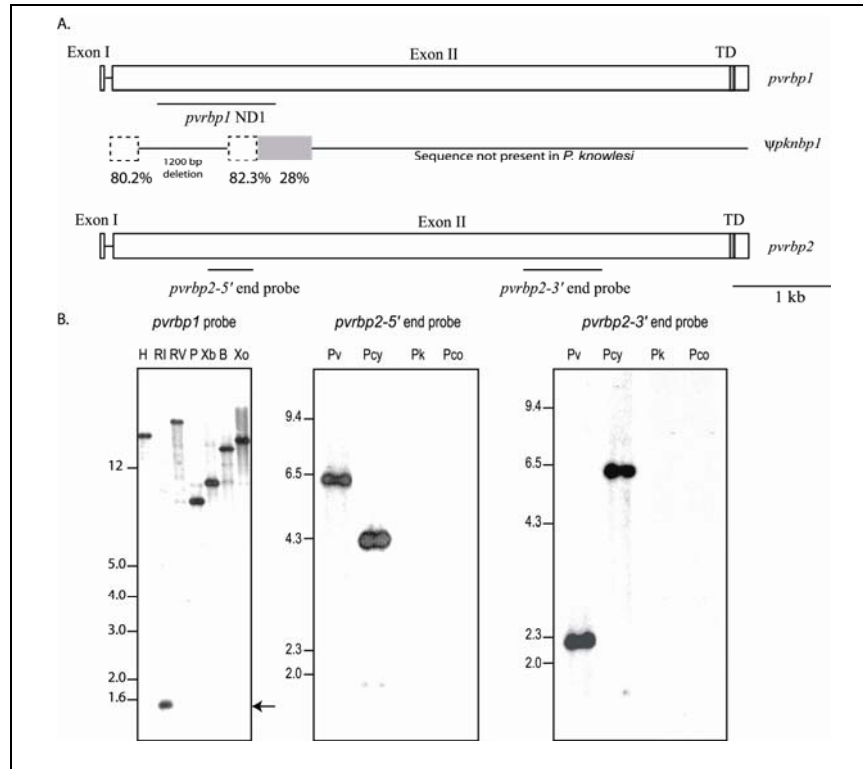 A.
Exon I Exon II TD
pvrbp1
pvrbp1 ND1
ψpknbp1
1200 bp
deletion
Sequence not present in P. knowlesi
80.2% 82.3% 28%
Exon I Exon II TD
pvrbp2
pvrbp2-5' end probe pvrbp2-3' end probe
1 kb
B.
pvrbp1 probe
H RI RV P Xb B Xo
12
5.0
4.0
3.0
2.0
1.6
pvrbp2-5' end probe
Pv Pcy Pk Pco
9.4
6.5
4.3
2.3
2.0
pvrbp2-3' end probe
Pv Pcy Pk Pco
9.4
6.5
4.3
2.3
2.0